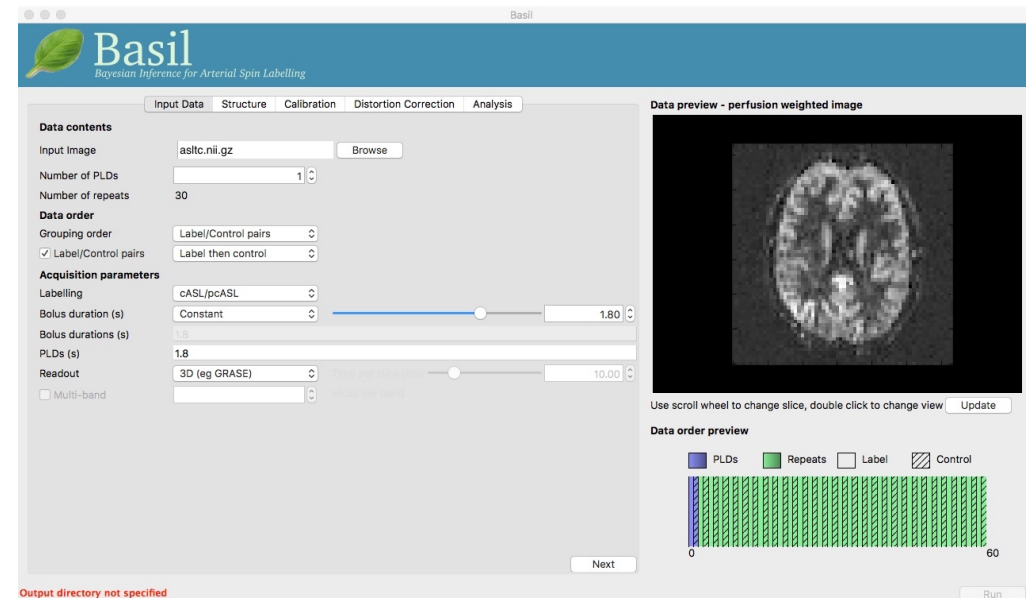 Basil
Basil
Bayesian Inference for Arterial Spin Labelling
Input Data Structure Calibration Distortion Correction Analysis
Data contents
Input Image asltc.nii.gz Browse
Number of PLDs 1
Number of repeats 30
Data order
Grouping order Label/Control pairs
Label/Control pairs Label then control
Acquisition parameters
Labelling cASL/pcASL
Bolus duration (s) Constant 1.80
Bolus durations (s) 1.8
PLDs (s) 1.8
Readout 3D (eg GRASE) 10.00
Multi-band
Next
Data preview - perfusion weighted image
Use scroll wheel to change slice, double click to change view Update
Data order preview
PLDs Repeats Label Control
0 60
Output directory not specified Run